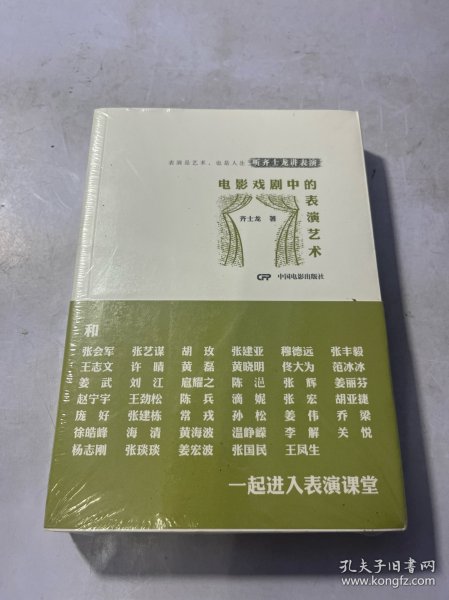 表演是艺术，也是人生 听齐士龙讲表演
电影戏剧中的表演艺术
齐士龙 著
CFP 中国电影出版社
和
张会军 张艺谋 胡玫 张建亚 穆德远 张丰毅
王志文 许晴 黄磊 黄晓明 佟大为 范冰冰
姜武 刘江 扈耀之 陈浥 张辉 姜丽芬
赵宁宇 王劲松 陈兵 滴妮 张宏 胡亚捷
庞好 张建栋 常戎 孙松 姜伟 乔梁
徐皓峰 海清 黄海波 温峥嵘 李解 关悦
杨志刚 张琰琰 姜宏波 张国民 王凤生
一起进入表演课堂
孔夫子旧书网
www.kongfz.com